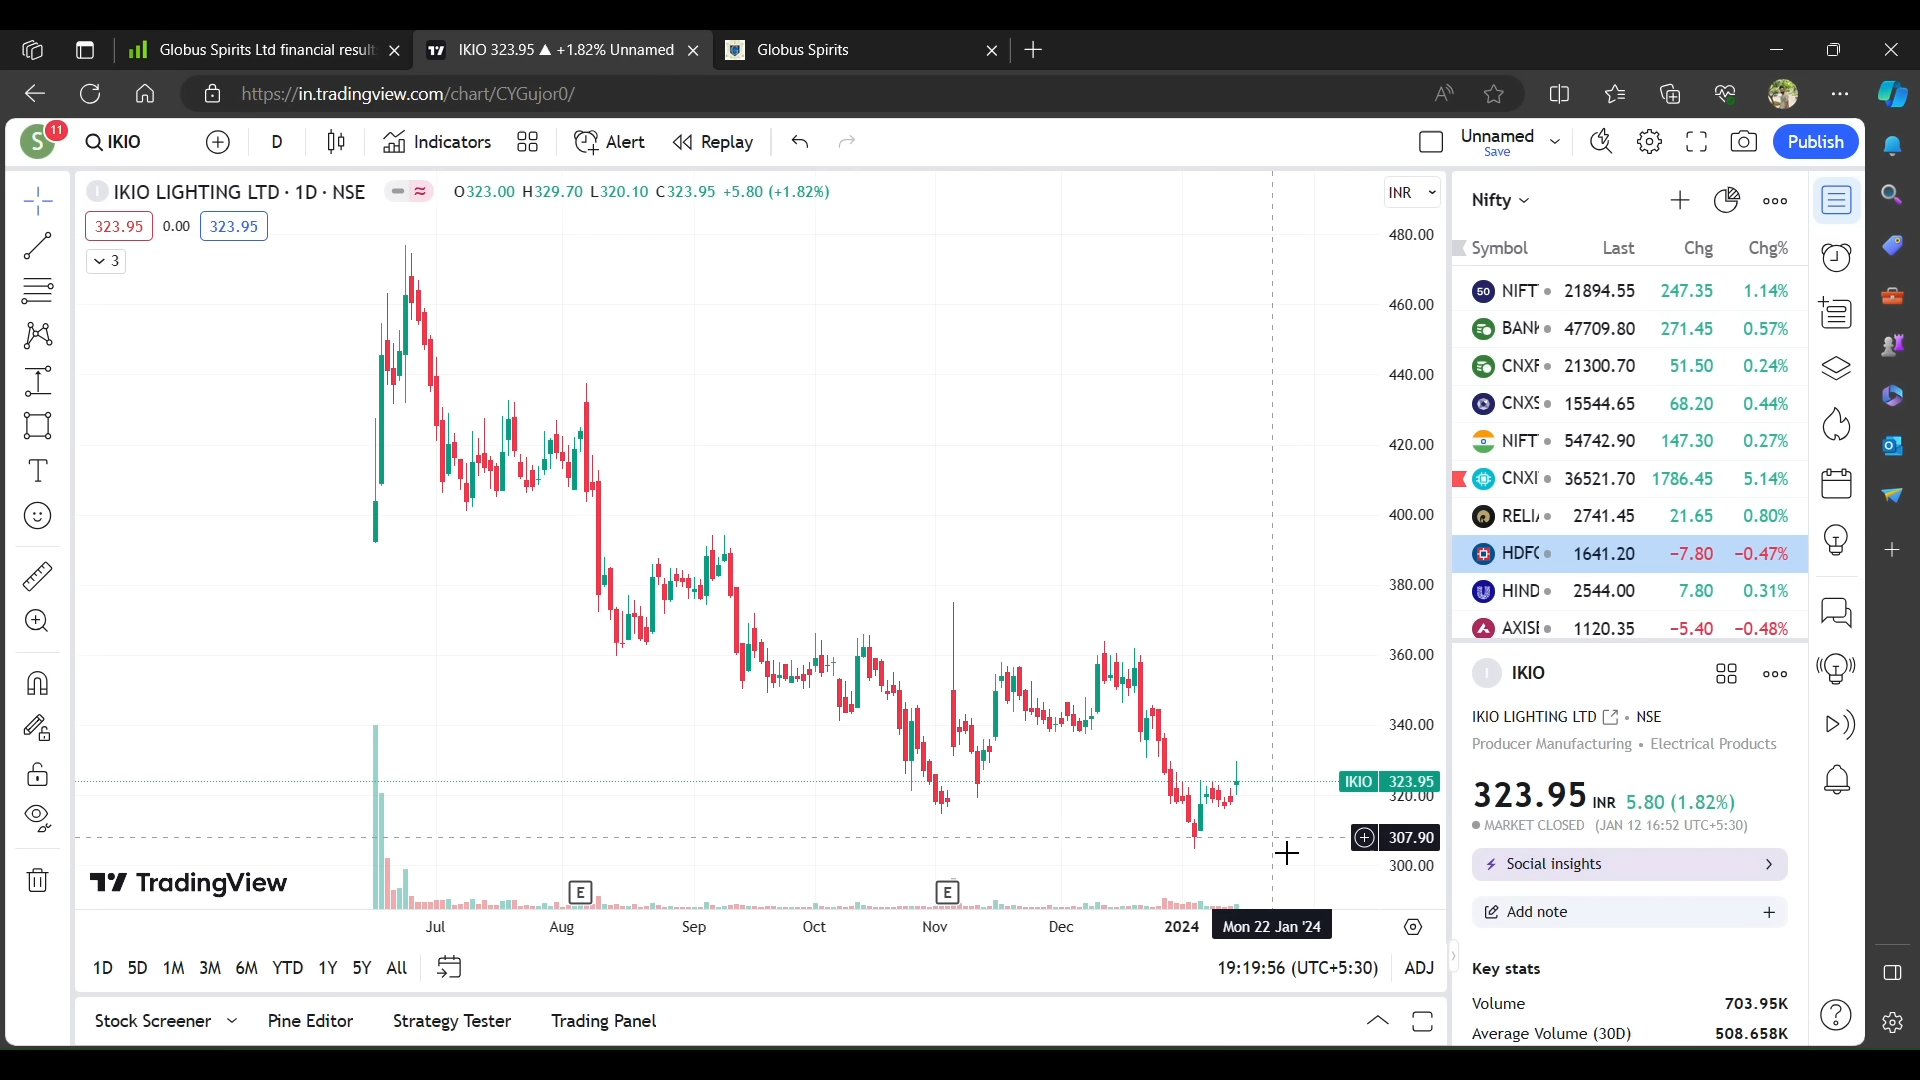 Globus Spirits Ltd financial result
IKIO 323.95 ▲ +1.82% Unnamed
Globus Spirits
https://in.tradingview.com/chart/CYGujor0/
S 11
IKIO
D
Indicators
Alert
Replay
Unnamed
Save
Publish
IKIO LIGHTING LTD · 1D · NSE
O323.00 H329.70 L320.10 C323.95 +5.80 (+1.82%)
INR
323.95 0.00 323.95
3
480.00
460.00
440.00
420.00
400.00
380.00
360.00
340.00
IKIO 323.95
320.00
307.90
300.00
TradingView
E
E
Jul Aug Sep Oct Nov Dec 2024 Mon 22 Jan '24
1D 5D 1M 3M 6M YTD 1Y 5Y All
19:19:56 (UTC+5:30) ADJ
Stock Screener Pine Editor Strategy Tester Trading Panel
Nifty
Symbol Last Chg Chg%
50 NIFT 21894.55 247.35 1.14%
BANK 47709.80 271.45 0.57%
CNXF 21300.70 51.50 0.24%
CNXS 15544.65 68.20 0.44%
NIFT 54742.90 147.30 0.27%
CNXI 36521.70 1786.45 5.14%
RELI 2741.45 21.65 0.80%
HDFC 1641.20 −7.80 −0.47%
HIND 2544.00 7.80 0.31%
AXISI 1120.35 −5.40 −0.48%
I IKIO
IKIO LIGHTING LTD • NSE
Producer Manufacturing • Electrical Products
323.95 INR 5.80 (1.82%)
MARKET CLOSED (JAN 12 16:52 UTC+5:30)
Social insights
Add note
Key stats
Volume 703.95K
Average Volume (30D) 508.658K